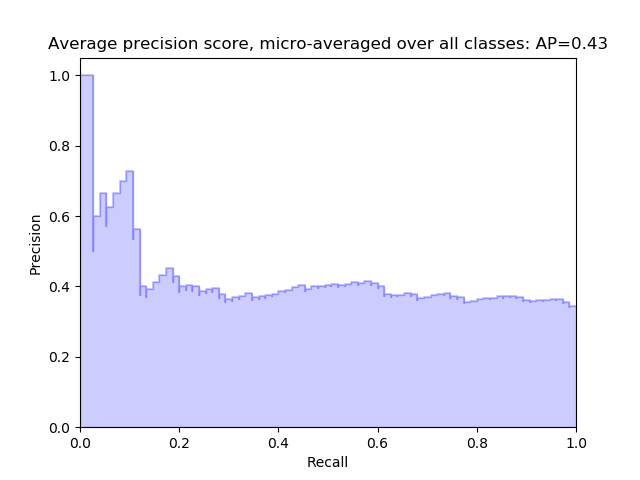 Average precision score, micro-averaged over all classes: AP=0.43
1.0
0.8
0.6
0.4
0.2
0.0
Precision
0.0 0.2 0.4 0.6 0.8 1.0
Recall